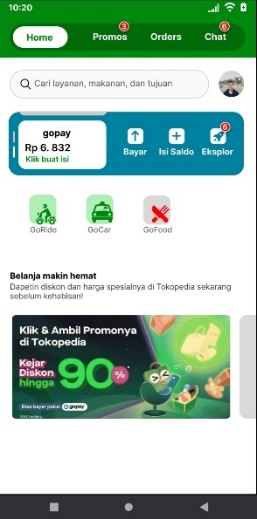 10:20
Home
Promos
3
Orders
Chat
6
Cari layanan, makanan, dan tujuan
gopay
Rp 6. 832
Klik buat isi
Bayar
Isi Saldo
Eksplor
6
GoRide
GoCar
GoFood
Belanja makin hemat
Dapetin diskon dan harga spesialnya di Tokopedia sekarang
sebelum kehabisan!
Klik & Ambil Promonya
di Tokopedia
Kejar
Diskon
hingga
90%
Bisa bayar pakai gopay